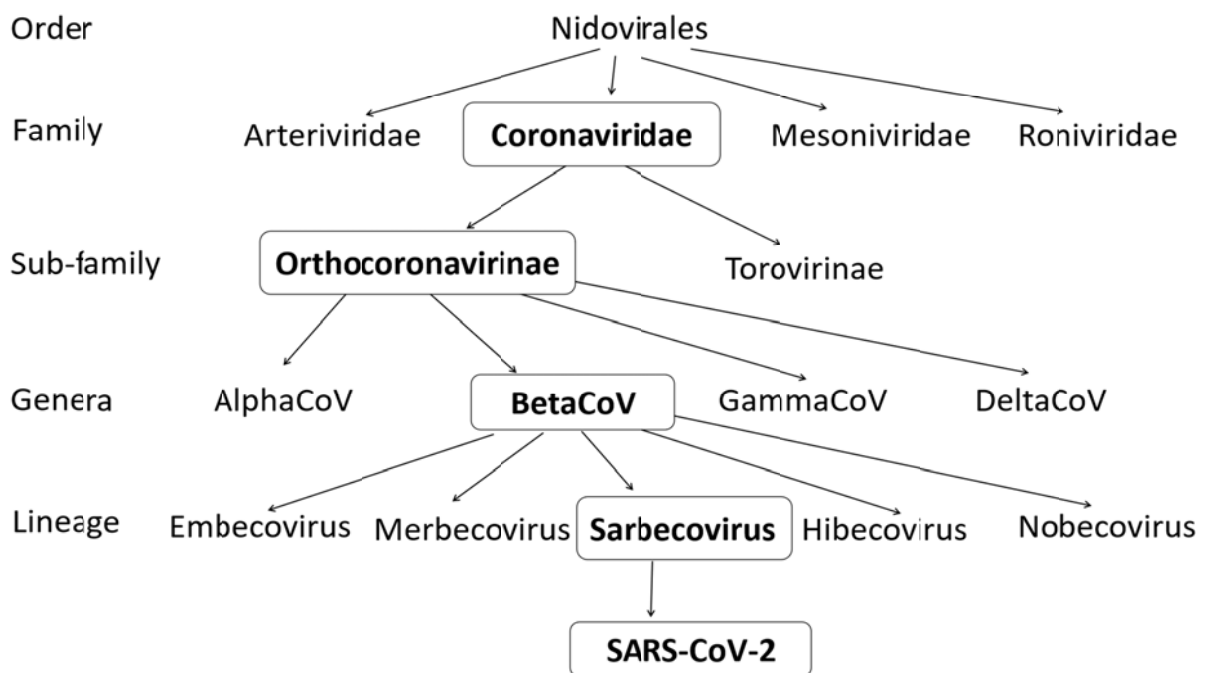 Order Nidovirales
Family Arteriviridae Coronaviridae Mesoniviridae Roniviridae
Sub-family Orthocoronavirinae Torovirinae
Genera AlphaCoV BetaCoV GammaCoV DeltaCoV
Lineage Embecovirus Merbecovirus Sarbecovirus Hibecovirus Nobecovirus
SARS-CoV-2